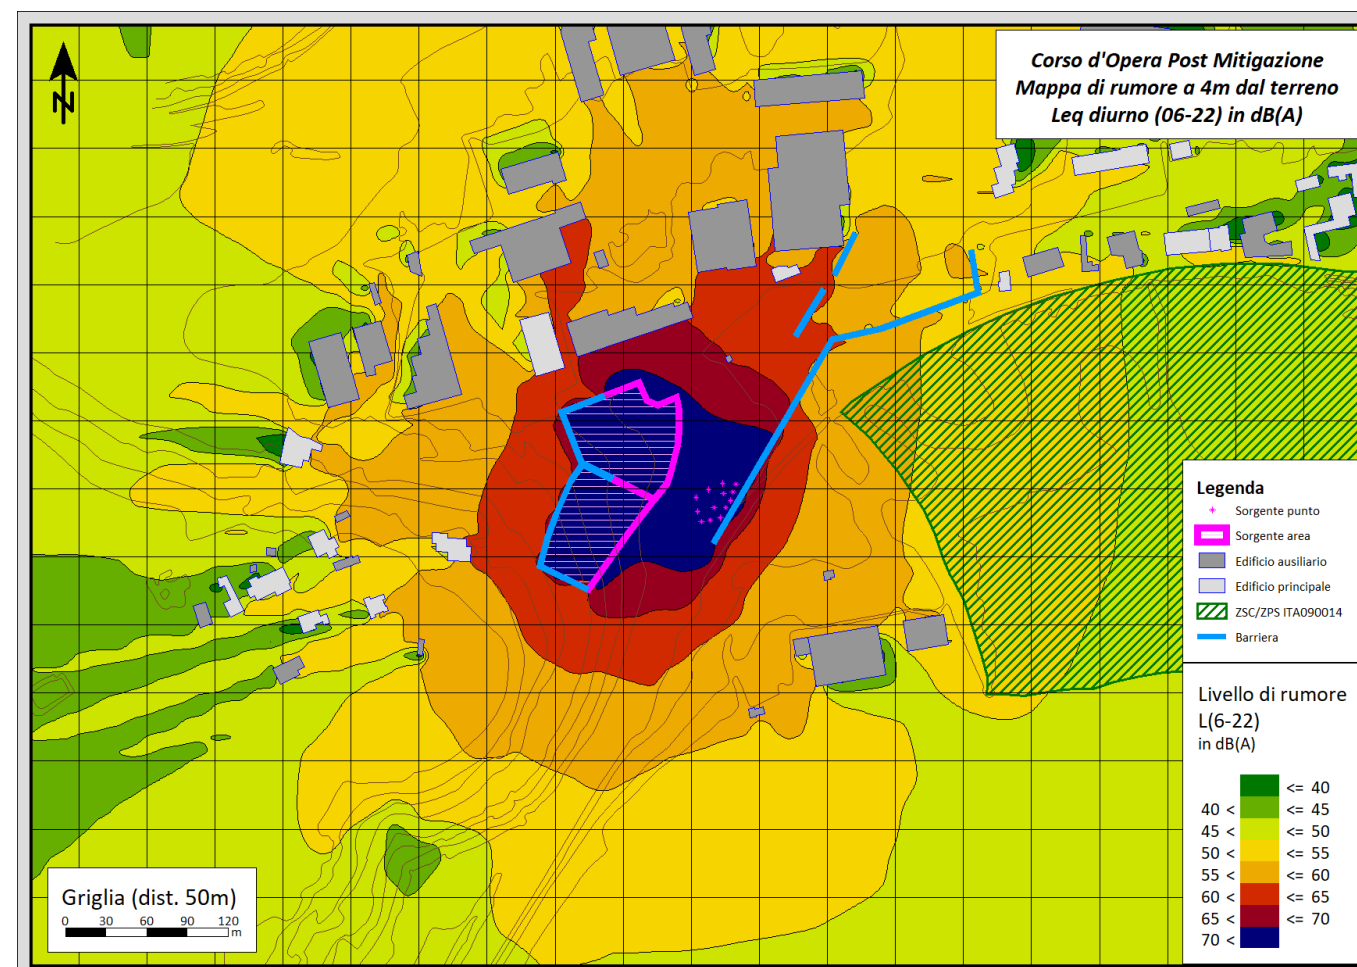 Corso d'Opera Post Mitigazione
Mappa di rumore a 4m dal terreno
Leq diurno (06-22) in dB(A)
N
Legenda
Sorgente punto
Sorgente area
Edificio ausiliario
Edificio principale
ZSC/ZPS ITA090014
Barriera
Livello di rumore
L(6-22)
in dB(A)
<= 40
40 < <= 45
45 < <= 50
50 < <= 55
55 < <= 60
60 < <= 65
65 < <= 70
70 <
Griglia (dist. 50m)
0 30 60 90 120
m